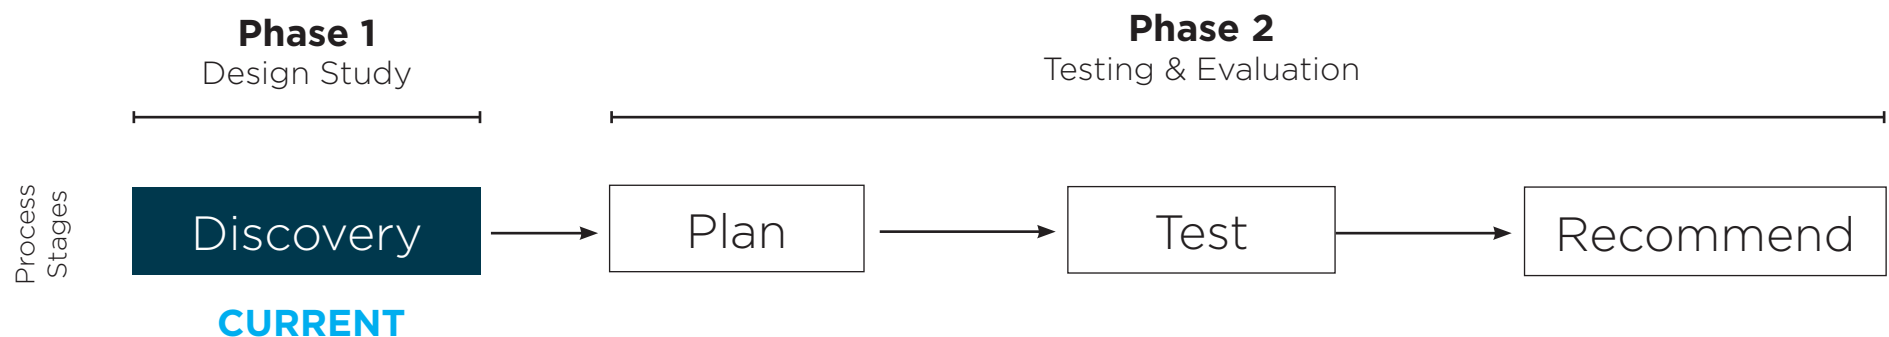 Phase 1
Design Study
Phase 2
Testing & Evaluation
Process
Stages
Discovery
Plan
Test
Recommend
CURRENT